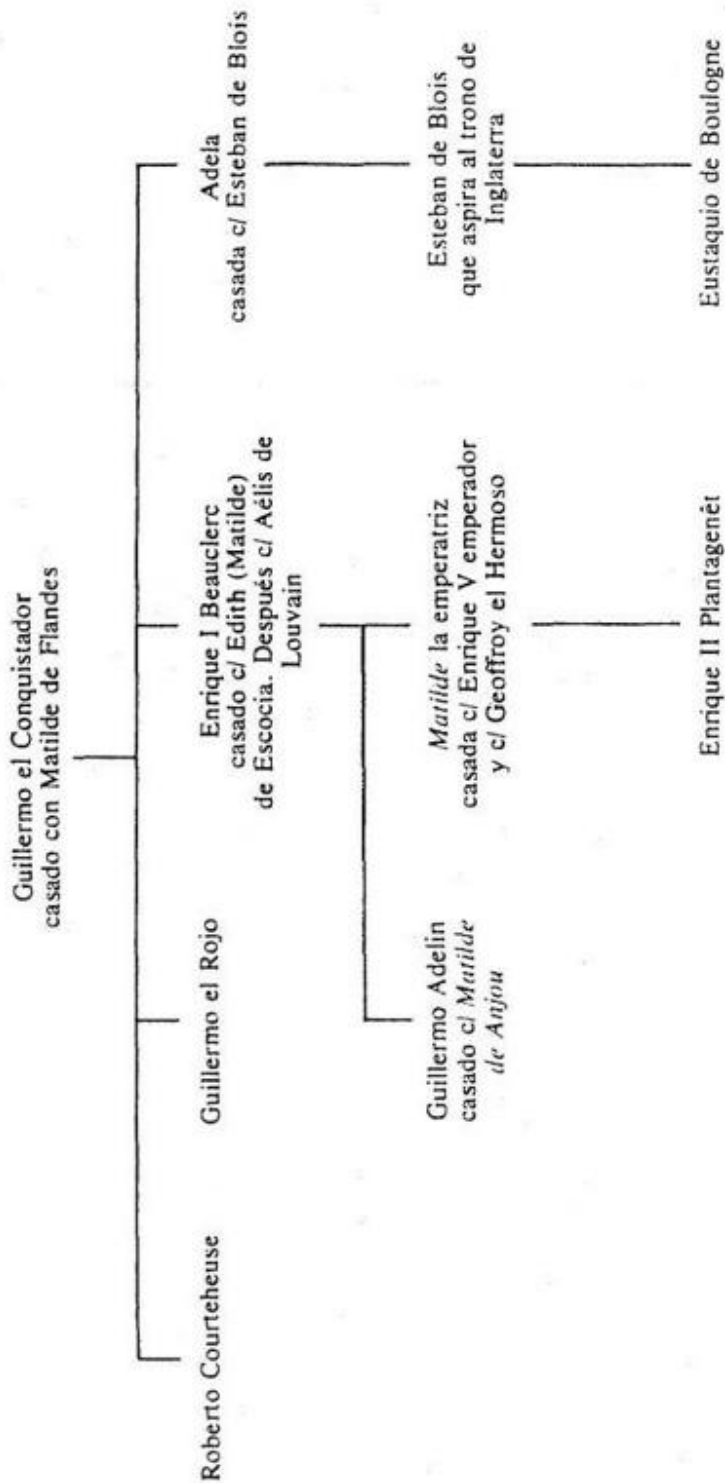 Guillermo el Conquistador
casado con Matilde de Flandes
Roberto Courteheuse
Guillermo el Rojo
Enrique I Beauclerc
casado c/ Edith (Matilde)
de Escocia. Después c/ Aélis de
Louvain
Adela
casada c/ Esteban de Blois
Guillermo Adelin
casado c/ Matilde
de Anjou
Matilde la emperatriz
casada c/ Enrique V emperador
y c/ Geoffroy el Hermoso
Esteban de Blois
que aspira al trono de
Inglaterra
Enrique II Plantagenêt
Eustaquio de Boulogne